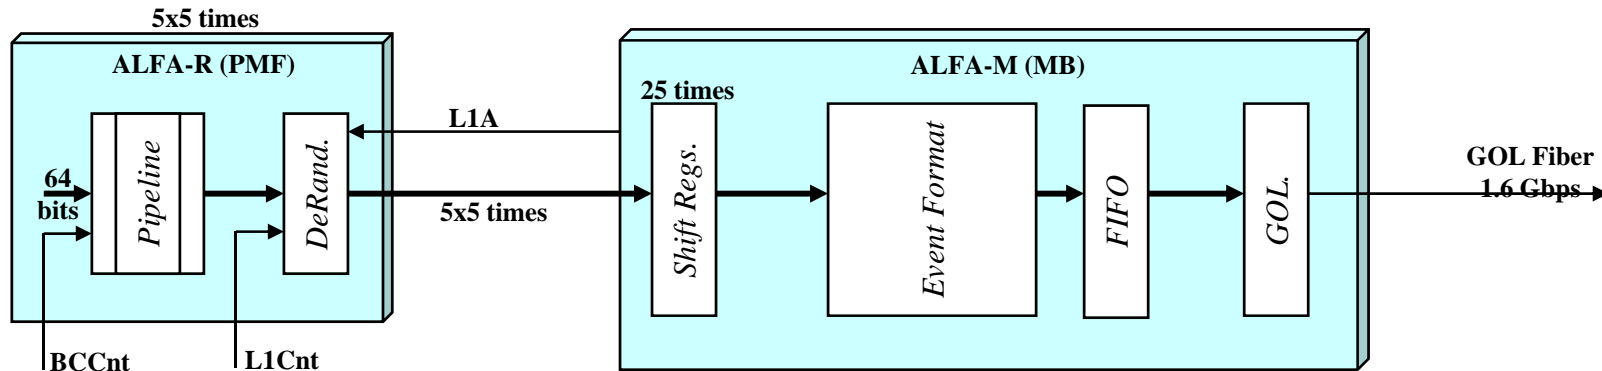 5x5 times
ALFA-R (PMF)
64
bits
Pipeline
DeRand.
BCCnt
L1Cnt
L1A
5x5 times
ALFA-M (MB)
25 times
Shift Regs.
Event Format
FIFO
GOL.
GOL Fiber
1.6 Gbps